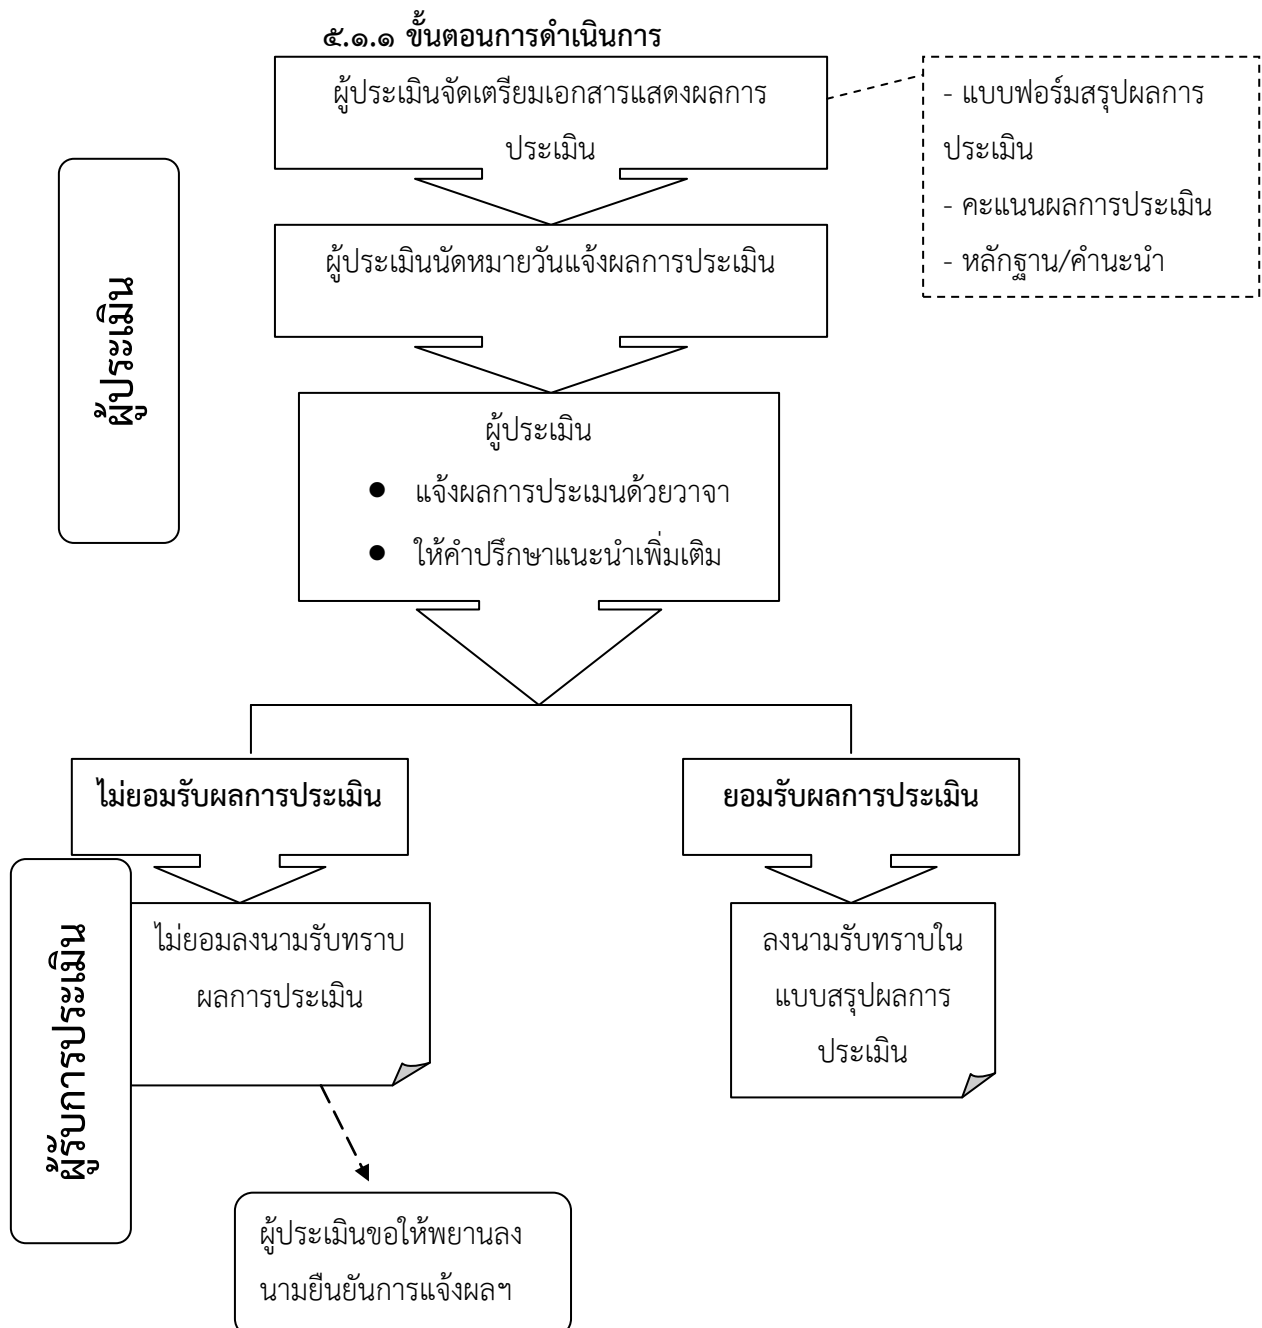 ๕.๑.๑ ขั้นตอนการดำเนินการ
ผู้ประเมินจัดเตรียมเอกสารแสดงผลการ
ประเมิน
- แบบฟอร์มสรุปผลการ
ประเมิน
- คะแนนผลการประเมิน
- หลักฐาน/คำนะนำ
ผู้ประเมินนัดหมายวันแจ้งผลการประเมิน
ผู้ประเมิน
ผู้ประเมิน
● แจ้งผลการประเมนด้วยวาจา
● ให้คำปรึกษาแนะนำเพิ่มเติม
ไม่ยอมรับผลการประเมิน
ยอมรับผลการประเมิน
ผู้รับการประเมิน
ไม่ยอมลงนามรับทราบ
ผลการประเมิน
ลงนามรับทราบใน
แบบสรุปผลการ
ประเมิน
ผู้ประเมินขอให้พยานลง
นามยืนยันการแจ้งผลฯ